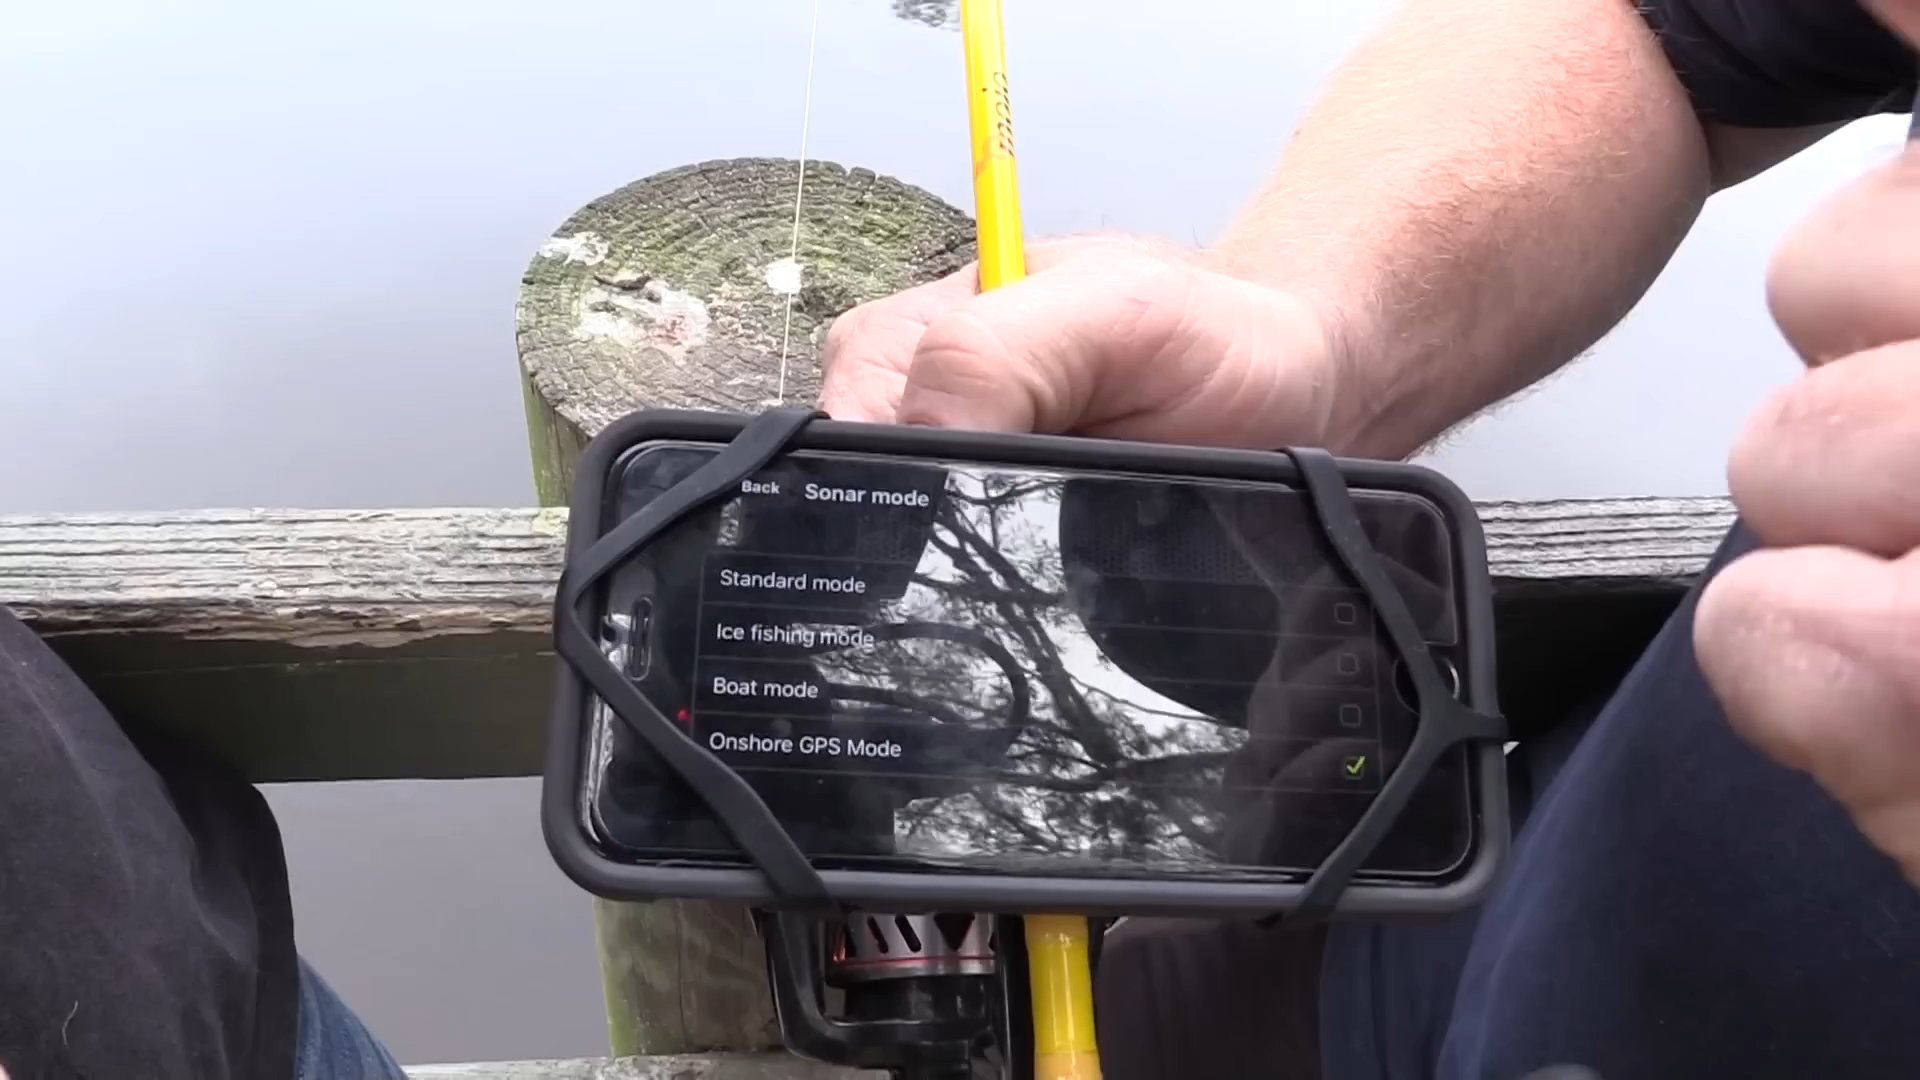 Back Sonar mode
Standard mode
Ice fishing mode
Boat mode
Onshore GPS Mode